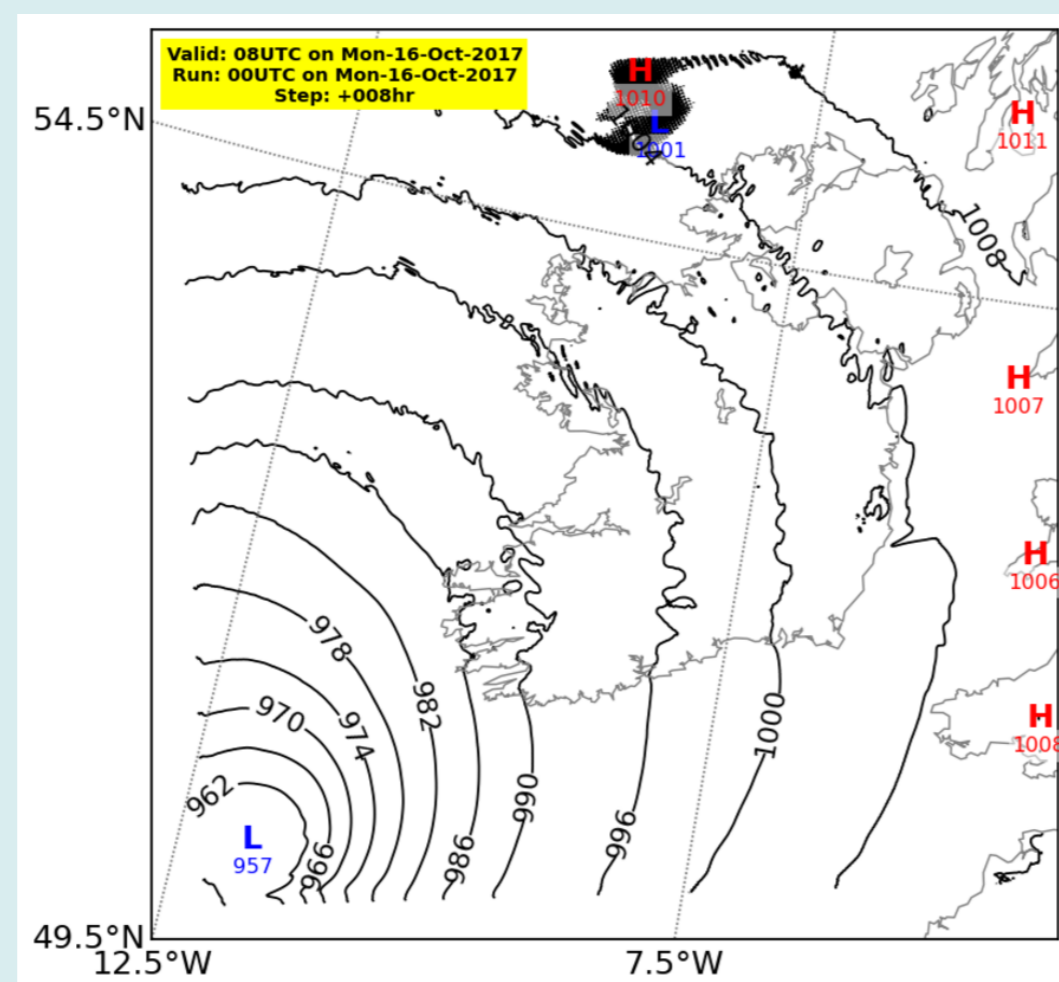 Valid: 08UTC on Mon-16-Oct-2017
Run: 00UTC on Mon-16-Oct-2017
Step: +008hr
H
1010
L
1001
54.5°N
H
1011
1008
H
1007
H
1006
978
982
970
974
1000
H
1008
962
990
996
L
957
966
986
49.5°N
12.5°W
7.5°W